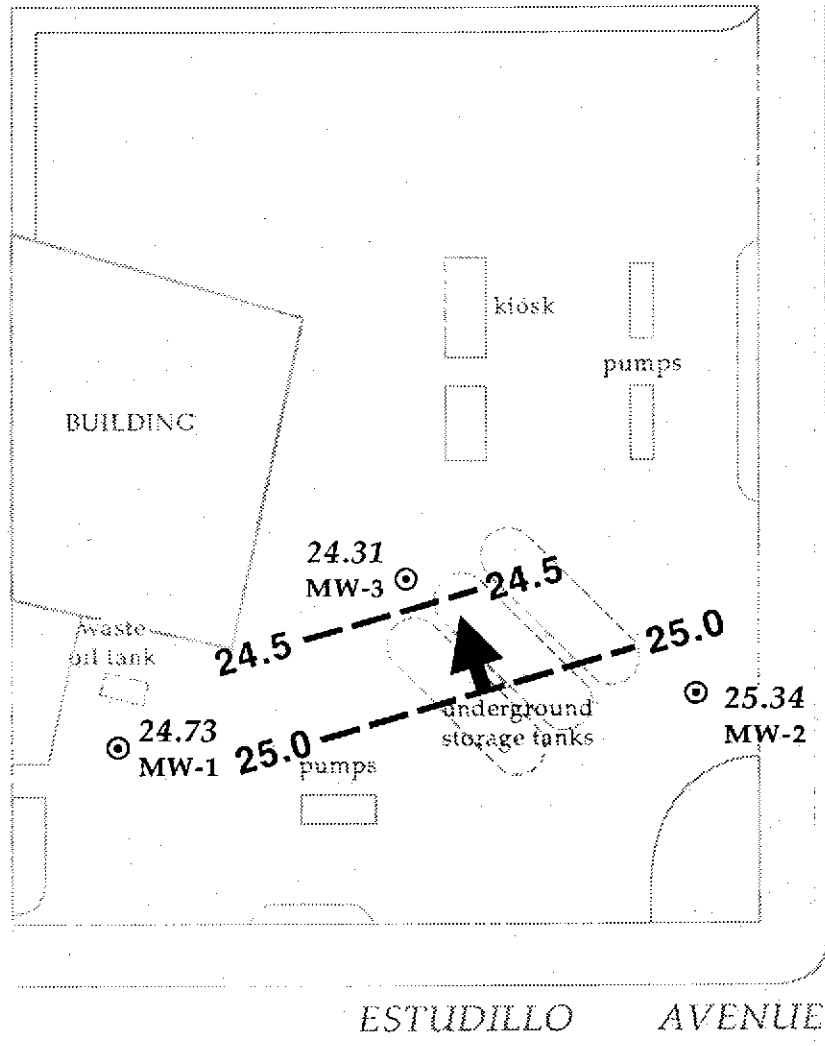 kiosk
pumps
BUILDING
24.31
MW-3
24.5
24.5
waste
oil tank
25.0
25.34
MW-2
underground
storage tanks
24.73
MW-1
25.0
pumps
ESTUDILLO AVENUE